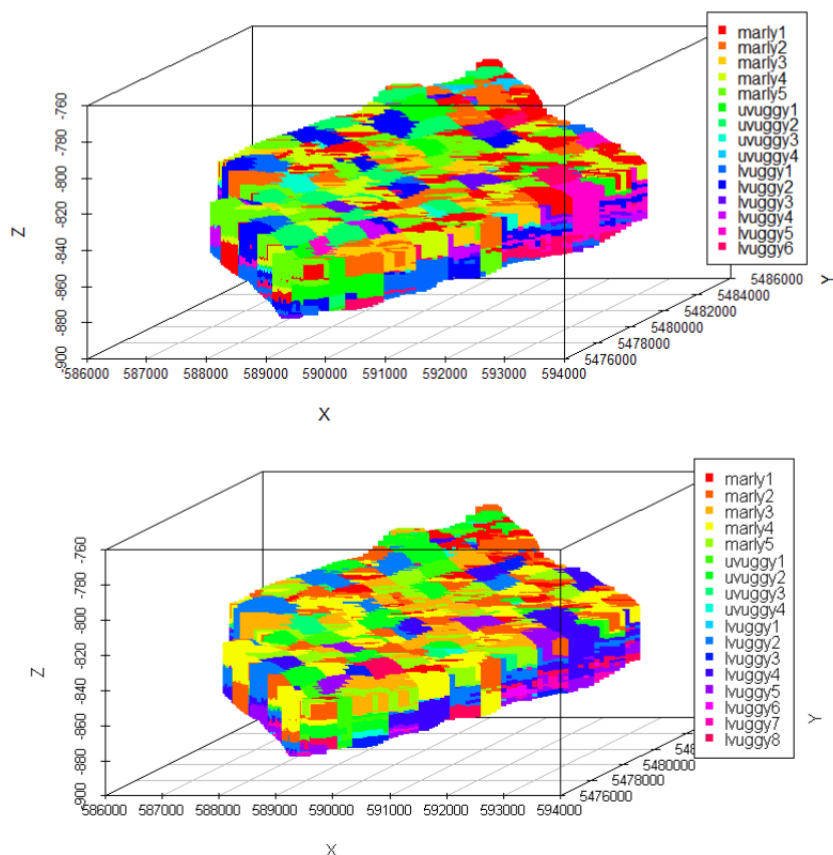 marly1
marly2
marly3
marly4
marly5
uvuggy1
uvuggy2
uvuggy3
uvuggy4
lvuggy1
lvuggy2
lvuggy3
lvuggy4
lvuggy5
lvuggy6
-760
-780
-800
-820
-840
-860
-880
-900
Z
586000 587000 588000 589000 590000 591000 592000 593000 594000
X
5476000
5478000
5480000
5482000
5484000
5486000
Y
marly1
marly2
marly3
marly4
marly5
uvuggy1
uvuggy2
uvuggy3
uvuggy4
lvuggy1
lvuggy2
lvuggy3
lvuggy4
lvuggy5
lvuggy6
lvuggy7
lvuggy8
-760
-780
-800
-820
-840
-860
-880
-900
Z
586000 587000 588000 589000 590000 591000 592000 593000 594000
X
5476000
5478000
5480000
Y